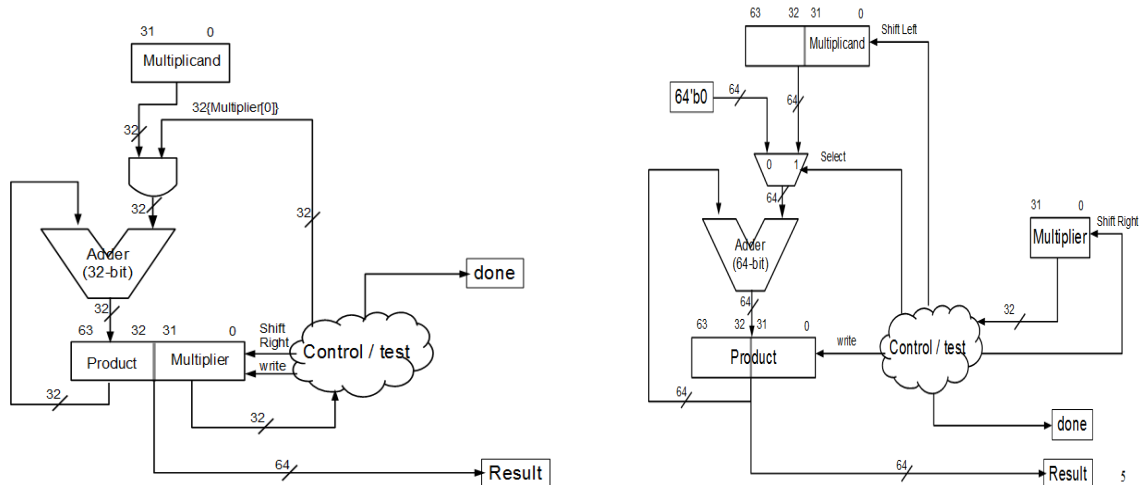 31 0
Multiplicand
32{Multiplier[0]}
32
32
32
Adder
(32-bit)
32
done
63 32 31 0
Product Multiplier
Shift
Right
write
Control / test
32
32
64
Result
63 32 31 0
Multiplicand
Shift Left
64'b0
64
64
0 1
Select
64
Adder
(64-bit)
64
31 0
Multiplier
Shift Right
32
63 32 31 0
Product
write
Control / test
64
done
64
Result
5